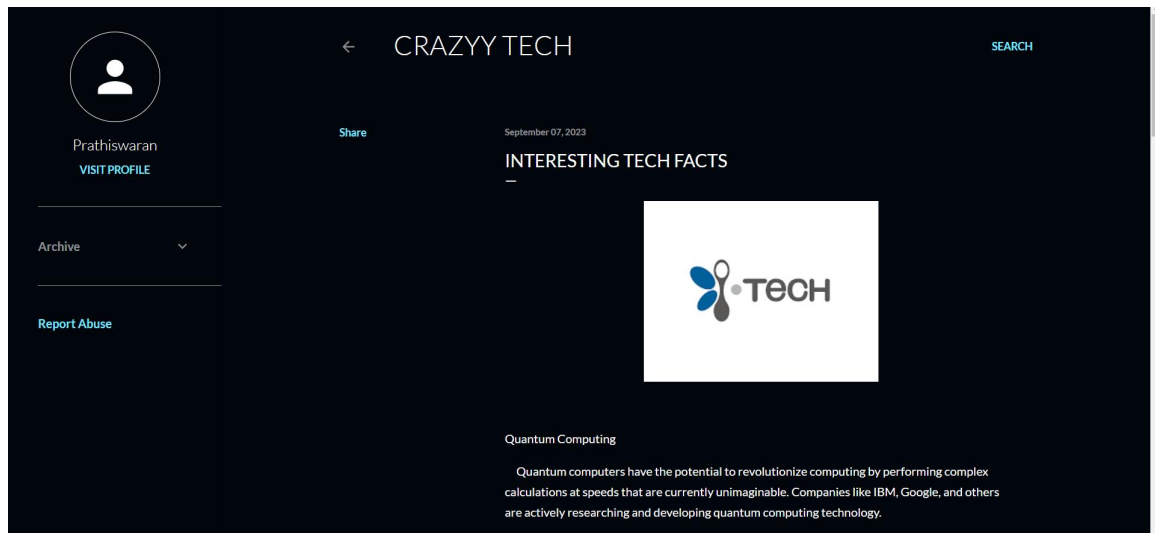 Prathiswaran
VISIT PROFILE
Archive
Report Abuse
CRAZYY TECH
SEARCH
Share
September 07, 2023
INTERESTING TECH FACTS
TECH
Quantum Computing
Quantum computers have the potential to revolutionize computing by performing complex
calculations at speeds that are currently unimaginable. Companies like IBM, Google, and others
are actively researching and developing quantum computing technology.